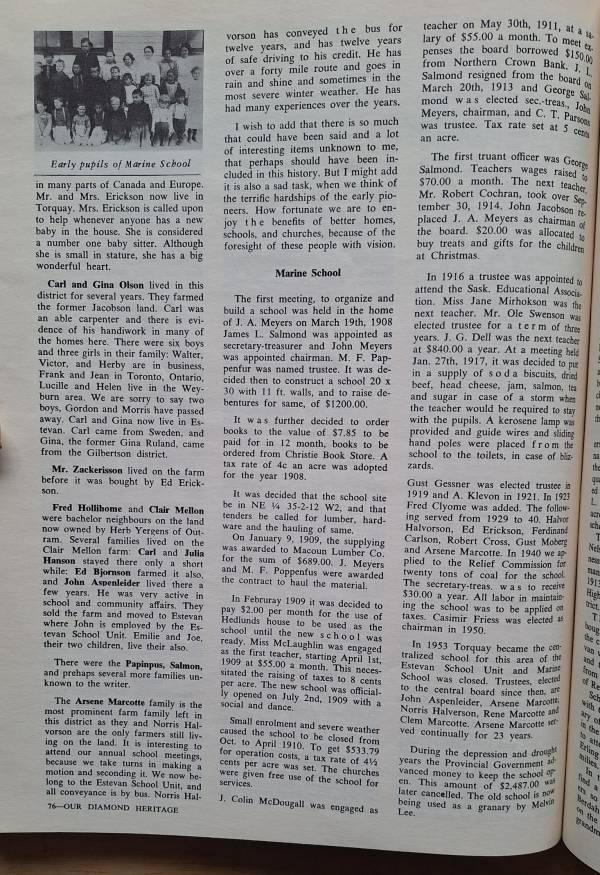 Early pupils of Marine School
in many parts of Canada and Europe.
Mr. and Mrs. Erickson now live in
Torquay. Mrs. Erickson is called upon
to help whenever anyone has a new
baby in the house. She is considered
a number one baby sitter. Although
she is small in stature, she has a big
wonderful heart.
Carl and Gina Olson lived in this
district for several years. They farmed
the former Jacobson land. Carl was
an able carpenter and there is evi-
dence of his handiwork in many of
the homes here. There were six boys
and three girls in their family: Walter,
Victor, and Herby are in business,
Frank and Jean in Toronto, Ontario,
Lucille and Helen live in the Wey-
burn area. We are sorry to say two
boys, Gordon and Morris have passed
away. Carl and Gina now live in Es-
tevan. Carl came from Sweden, and
Gina, the former Gina Ruland, came
from the Gilbertson district.
Mr. Zackerisson lived on the farm
before it was bought by Ed Erick-
son.
Fred Hollihome and Clair Mellon
were bachelor neighbours on the land
now owned by Herb Yergens of Out-
ram. Several families lived on the
Clair Mellon farm: Carl and Julia
Hanson stayed there only a short
while; Ed Bjornson farmed it also,
and John Aspenleider lived there a
few years. He was very active in
school and community affairs. They
sold the farm and moved to Estevan
where John is employed by the Es-
tevan School Unit. Emilie and Joe,
their two children, live there also.
There were the Papinpus, Salmon,
and prehaps several more families un-
known to the writer.
The Arsene Marcotte family is the
most prominent farm family left in
this district as they and Norris Hal-
vorson are the only farmers still liv-
ing on the land. It is interesting to
attend our annual school meetings,
because we take turns in making a
motion and seconding it. We now be-
long to the Estevan School Unit, and
all conveyance is by bus. Norris Hal-
76—OUR DIAMOND HERITAGE
vorson has conveyed the bus for
twelve years, and has twelve years
of safe driving to his credit. He has
over a forty mile route and goes in
rain and shine and sometimes in the
most severe winter weather. He has
had many experiences over the years.
I wish to add that there is so much
that could have been said and a lot
of interesting items unknown to me,
that perhaps should have been in-
cluded in this history. But I might add
it is also a sad task, when we think of
the terrific hardships of the early pio-
neers. How fortunate we are to en-
joy the benefits of better homes,
schools, and churches, because of the
foresight of these people with vision.
Marine School
The first meeting, to organize and
build a school was held in the home
of J. A. Meyers on March 19th, 1908
James L. Salmond was appointed as
secretary-treasurer and John Meyers
was appointed chairman. M. F. Pap-
penfur was named trustee. It was de-
cided then to construct a school 20 x
30 with 11 ft. walls, and to raise de-
bentures for same, of $1200.00.
It was further decided to order
books to the value of $7.85 to be
paid for in 12 month, books to be
ordered from Christie Book Store. A
tax rate of 4c an acre was adopted
for the year 1908.
It was decided that the school site
be in NE ¼ 35-2-12 W2, and that
tenders be called for lumber, hard-
ware and the hauling of same.
On January 9, 1909, the supplying
was awarded to Macoun Lumber Co.
for the sum of $689.00. J. Meyers
and M. F. Poppenfus were awarded
the contract to haul the material.
In Februray 1909 it was decided to
pay $2.00 per month for the use of
Hedlunds house to be used as the
school until the new school was
ready. Miss McLaughlin was engaged
as the first teacher, starting April 1st,
1909 at $55.00 a month. This neces-
sitated the raising of taxes to 8 cents
per acre. The new school was official-
ly opened on July 2nd, 1909 with a
social and dance.
Small enrolment and severe weather
caused the school to be closed from
Oct. to April 1910. To get $533.79
for operation costs, a tax rate of 4½
cents per acre was set. The churches
were given free use of the school for
services.
J. Colin McDougall was engaged as
teacher on May 30th, 1911, at a sa-
lary of $55.00 a month. To meet ex-
penses the board borrowed $150.00
from Northern Crown Bank. J. L.
Salmond resigned from the board on
March 20th, 1913 and George Sal-
mond was elected sec.-treas., John
Meyers, chairman, and C. T. Parsons
was trustee. Tax rate set at 5 cents
an acre.
The first truant officer was George
Salmond. Teachers wages raised to
$70.00 a month. The next teacher,
Mr. Robert Cochran, took over Sep-
tember 30, 1914. John Jacobson re-
placed J. A. Meyers as chairman of
the board. $20.00 was allocated to
buy treats and gifts for the children
at Christmas.
In 1916 a trustee was appointed to
attend the Sask. Educational Associa-
tion. Miss Jane Mirhokson was the
next teacher. Mr. Ole Swenson was
elected trustee for a term of three
years. J. G. Dell was the next teacher
at $840.00 a year. At a meeting held
Jan. 27th, 1917, it was decided to put
in a supply of soda biscuits, dried
beef, head cheese, jam, salmon, tea
and sugar in case of a storm when
the teacher would be required to stay
with the pupils. A kerosene lamp was
provided and guide wires and sliding
hand poles were placed from the
school to the toilets, in case of bliz-
zards.
Gust Gessner was elected trustee in
1919 and A. Klevon in 1921. In 1923
Fred Clyome was added. The follow-
ing served from 1929 to 40. Halvor
Halvorson, Ed Erickson, Ferdinand
Carlson, Robert Cross, Gust Moberg
and Arsene Marcotte. In 1940 we ap-
plied to the Relief Commission for
twenty tons of coal for the school.
The secretary-treas. was to receive
$30.00 a year. All labor in maintain-
ing the school was to be applied on
taxes. Casimir Friess was elected as
chairman in 1950.
In 1953 Torquay became the cen-
tralized school for this area of the
Estevan School Unit and Marine
School was closed. Trustees, elected
to the central board since then, are
John Aspenleider, Arsene Marcotte,
Norris Halverson, Rene Marcotte and
Clem Marcotte. Arsene Marcotte ser-
ved continually for 23 years.
During the depression and drought
years the Provincial Government ad-
vanced money to keep the school op-
en. This amount of $2,487.00 was
later cancelled. The old school is now
being used as a granary by Melvin
Lee.